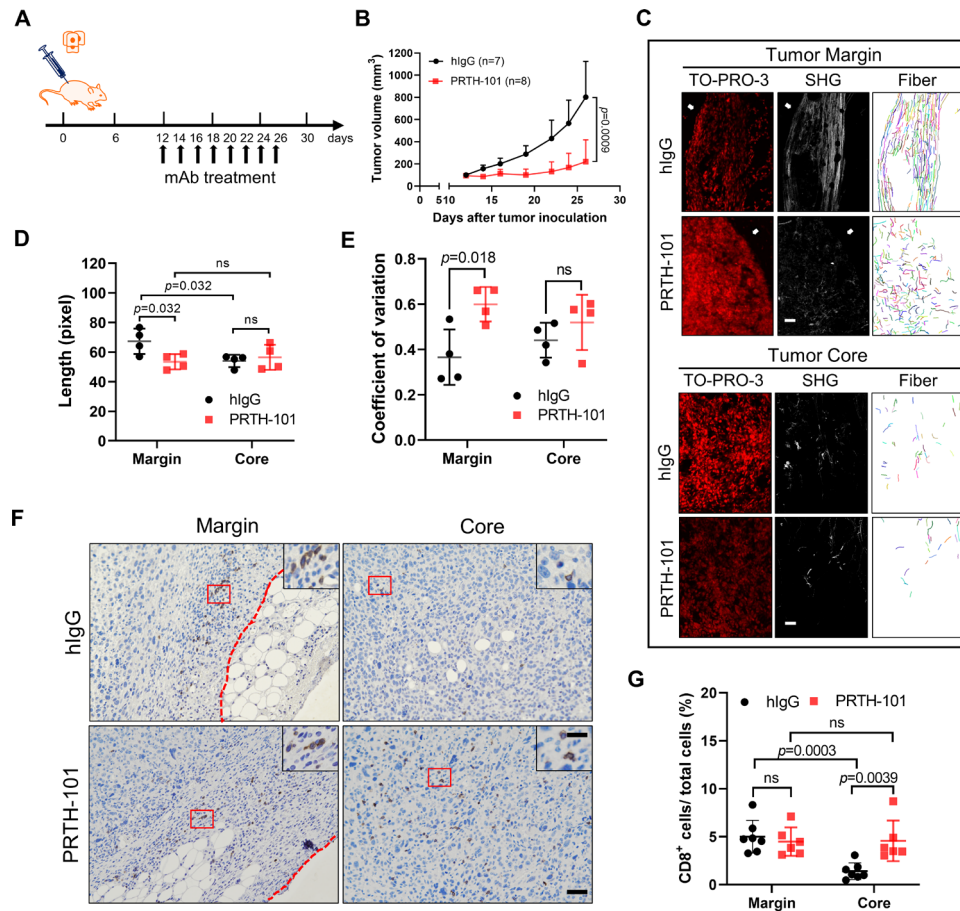 A
0 6 12 14 16 18 20 22 24 26 30 days
mAb treatment
B
Tumor volume (mm³)
1200
1000
800
600
400
200
0
hIgG (n=7)
PRTH-101 (n=8)
p=0.0009
0 5 10 15 20 25 30
Days after tumor inoculation
C
Tumor Margin
TO-PRO-3 SHG Fiber
hIgG
PRTH-101
Tumor Core
TO-PRO-3 SHG Fiber
hIgG
PRTH-101
D
Length (pixel)
120
100
80
60
40
20
0
ns
p=0.032
p=0.032
ns
hIgG
PRTH-101
Margin Core
E
Coefficient of variation
0.8
0.6
0.4
0.2
0.0
p=0.018
ns
hIgG
PRTH-101
Margin Core
F
Margin Core
hIgG
PRTH-101
G
CD8⁺ cells/ total cells (%)
20
15
10
5
0
hIgG PRTH-101
ns
p=0.0003
ns
p=0.0039
Margin Core